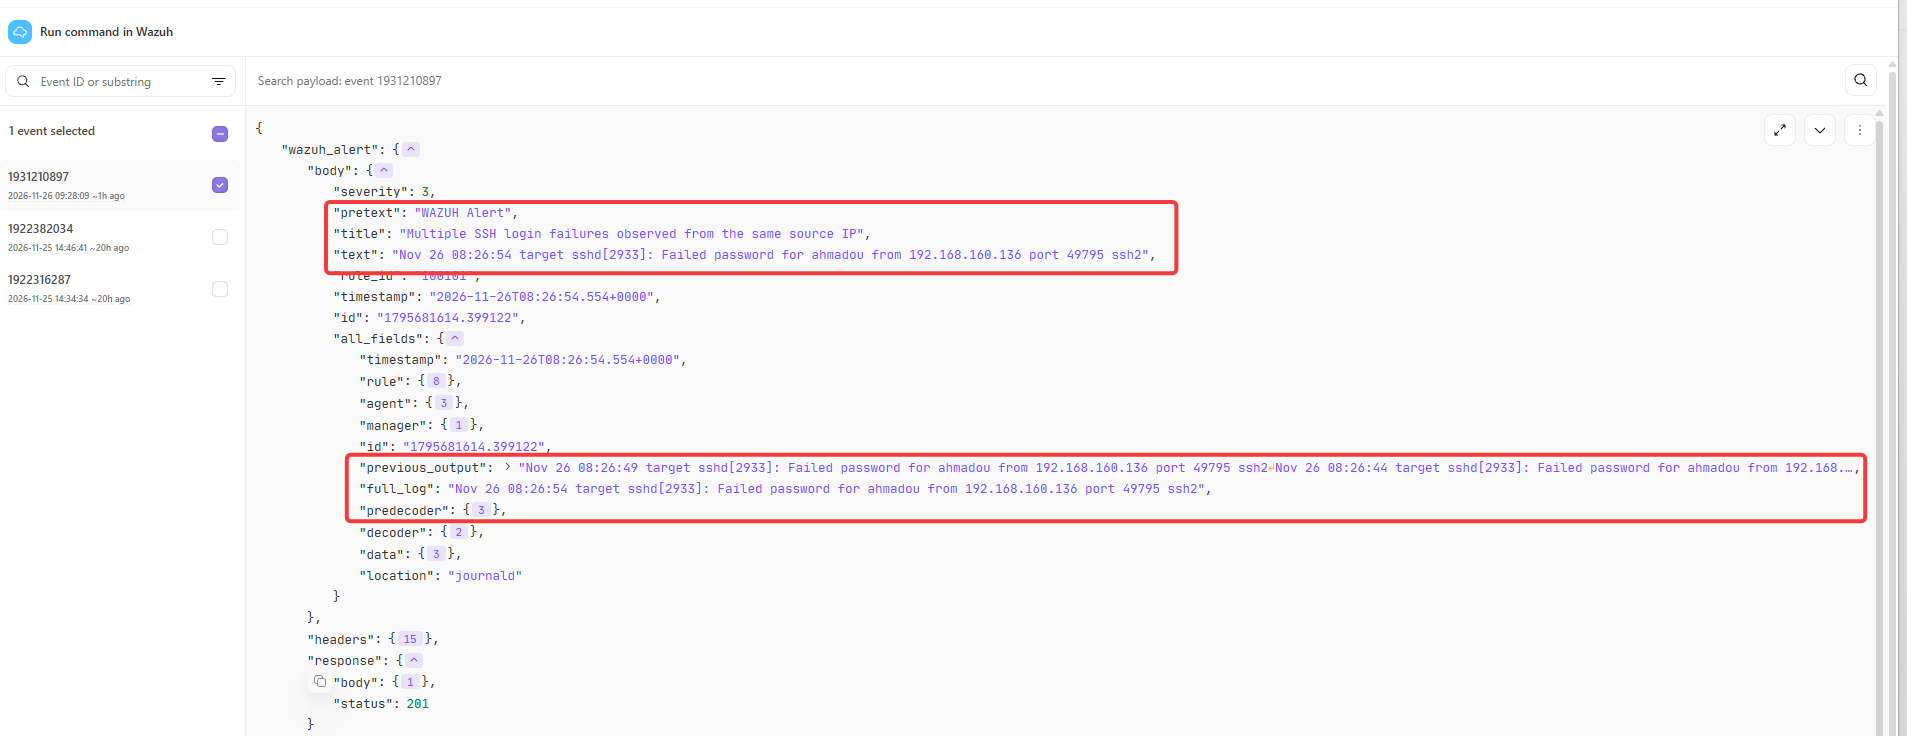 Run command in Wazuh
Event ID or substring
Search payload: event 1931210897
1 event selected
1931210897
2026-11-26 09:28:09 ~1h ago
1922382034
2026-11-25 14:46:41 ~20h ago
1922316287
2026-11-25 14:34:34 ~20h ago
{
"wazuh_alert": {
"body": {
"severity": 3,
"pretext": "WAZUH Alert",
"title": "Multiple SSH login failures observed from the same source IP",
"text": "Nov 26 08:26:54 target sshd[2933]: Failed password for ahmadou from 192.168.160.136 port 49795 ssh2",
"rule_id": "100101",
"timestamp": "2026-11-26T08:26:54.554+0000",
"id": "1795681614.399122",
"all_fields": {
"timestamp": "2026-11-26T08:26:54.554+0000",
"rule": { 8 },
"agent": { 3 },
"manager": { 1 },
"id": "1795681614.399122",
"previous_output": > "Nov 26 08:26:49 target sshd[2933]: Failed password for ahmadou from 192.168.160.136 port 49795 ssh2↵Nov 26 08:26:44 target sshd[2933]: Failed password for ahmadou from 192.168.…,
"full_log": "Nov 26 08:26:54 target sshd[2933]: Failed password for ahmadou from 192.168.160.136 port 49795 ssh2",
"predecoder": { 3 },
"decoder": { 2 },
"data": { 3 },
"location": "journald"
}
},
"headers": { 15 },
"response": {
"body": { 1 },
"status": 201
}